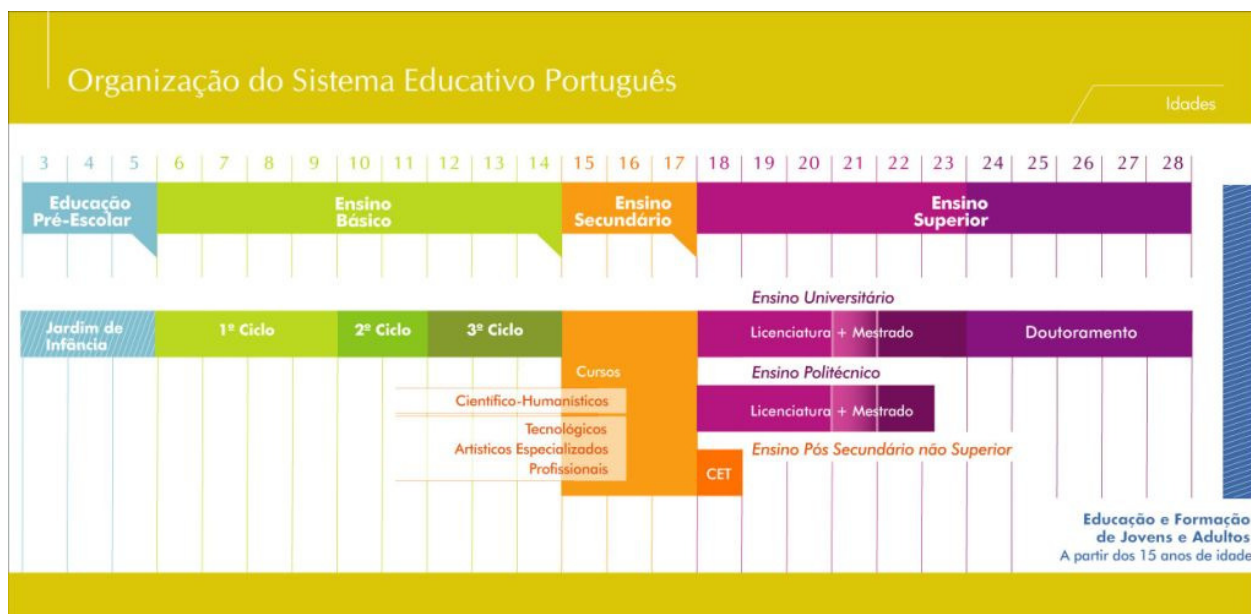 Organização do Sistema Educativo Português
Idades
3 4 5 6 7 8 9 10 11 12 13 14 15 16 17 18 19 20 21 22 23 24 25 26 27 28
Educação
Pré-Escolar
Ensino
Básico
Ensino
Secundário
Ensino
Superior
Ensino Universitário
Jardim de
Infância
1º Ciclo
2º Ciclo
3º Ciclo
Licenciatura + Mestrado
Doutoramento
Cursos
Científico-Humanísticos
Tecnológicos
Artísticos Especializados
Profissionais
Ensino Politécnico
Licenciatura + Mestrado
Ensino Pós Secundário não Superior
CET
Educação e Formação
de Jovens e Adultos
A partir dos 15 anos de idade